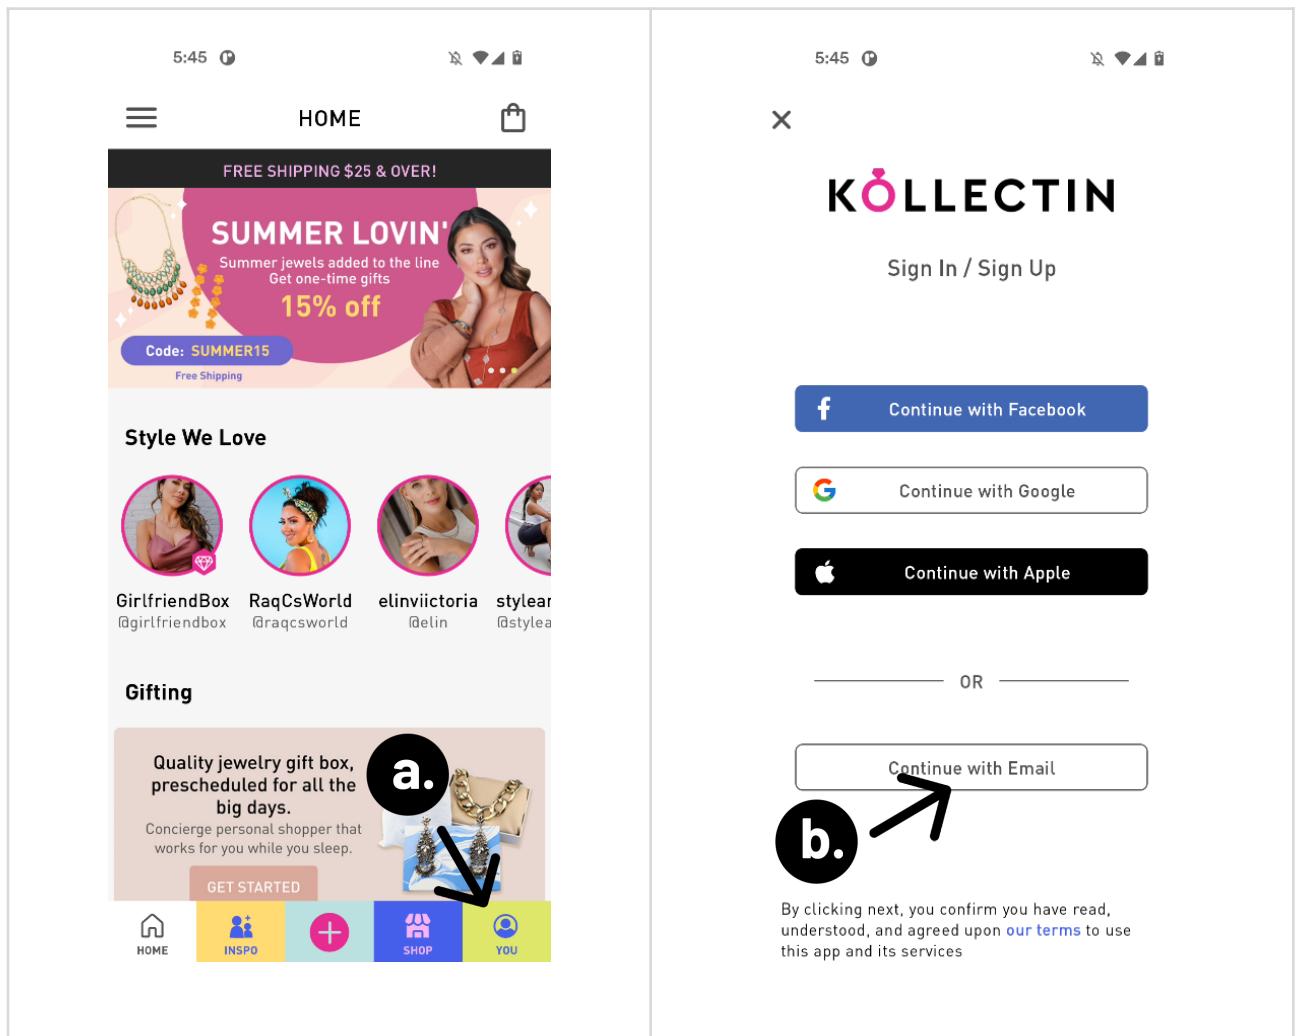 5:45
HOME
FREE SHIPPING $25 & OVER!
SUMMER LOVIN'
Summer jewels added to the line
Get one-time gifts
15% off
Code: SUMMER15
Free Shipping
Style We Love
GirlfriendBox RaqCsWorld elinviictoria stylear
@girlfriendbox @raqcsworld @elin @stylea
Gifting
Quality jewelry gift box,
prescheduled for all the
big days.
Concierge personal shopper that
works for you while you sleep.
GET STARTED
a.
HOME INSPO SHOP YOU
5:45
KOLLECTIN
Sign In / Sign Up
Continue with Facebook
Continue with Google
Continue with Apple
OR
Continue with Email
b.
By clicking next, you confirm you have read,
understood, and agreed upon our terms to use
this app and its services